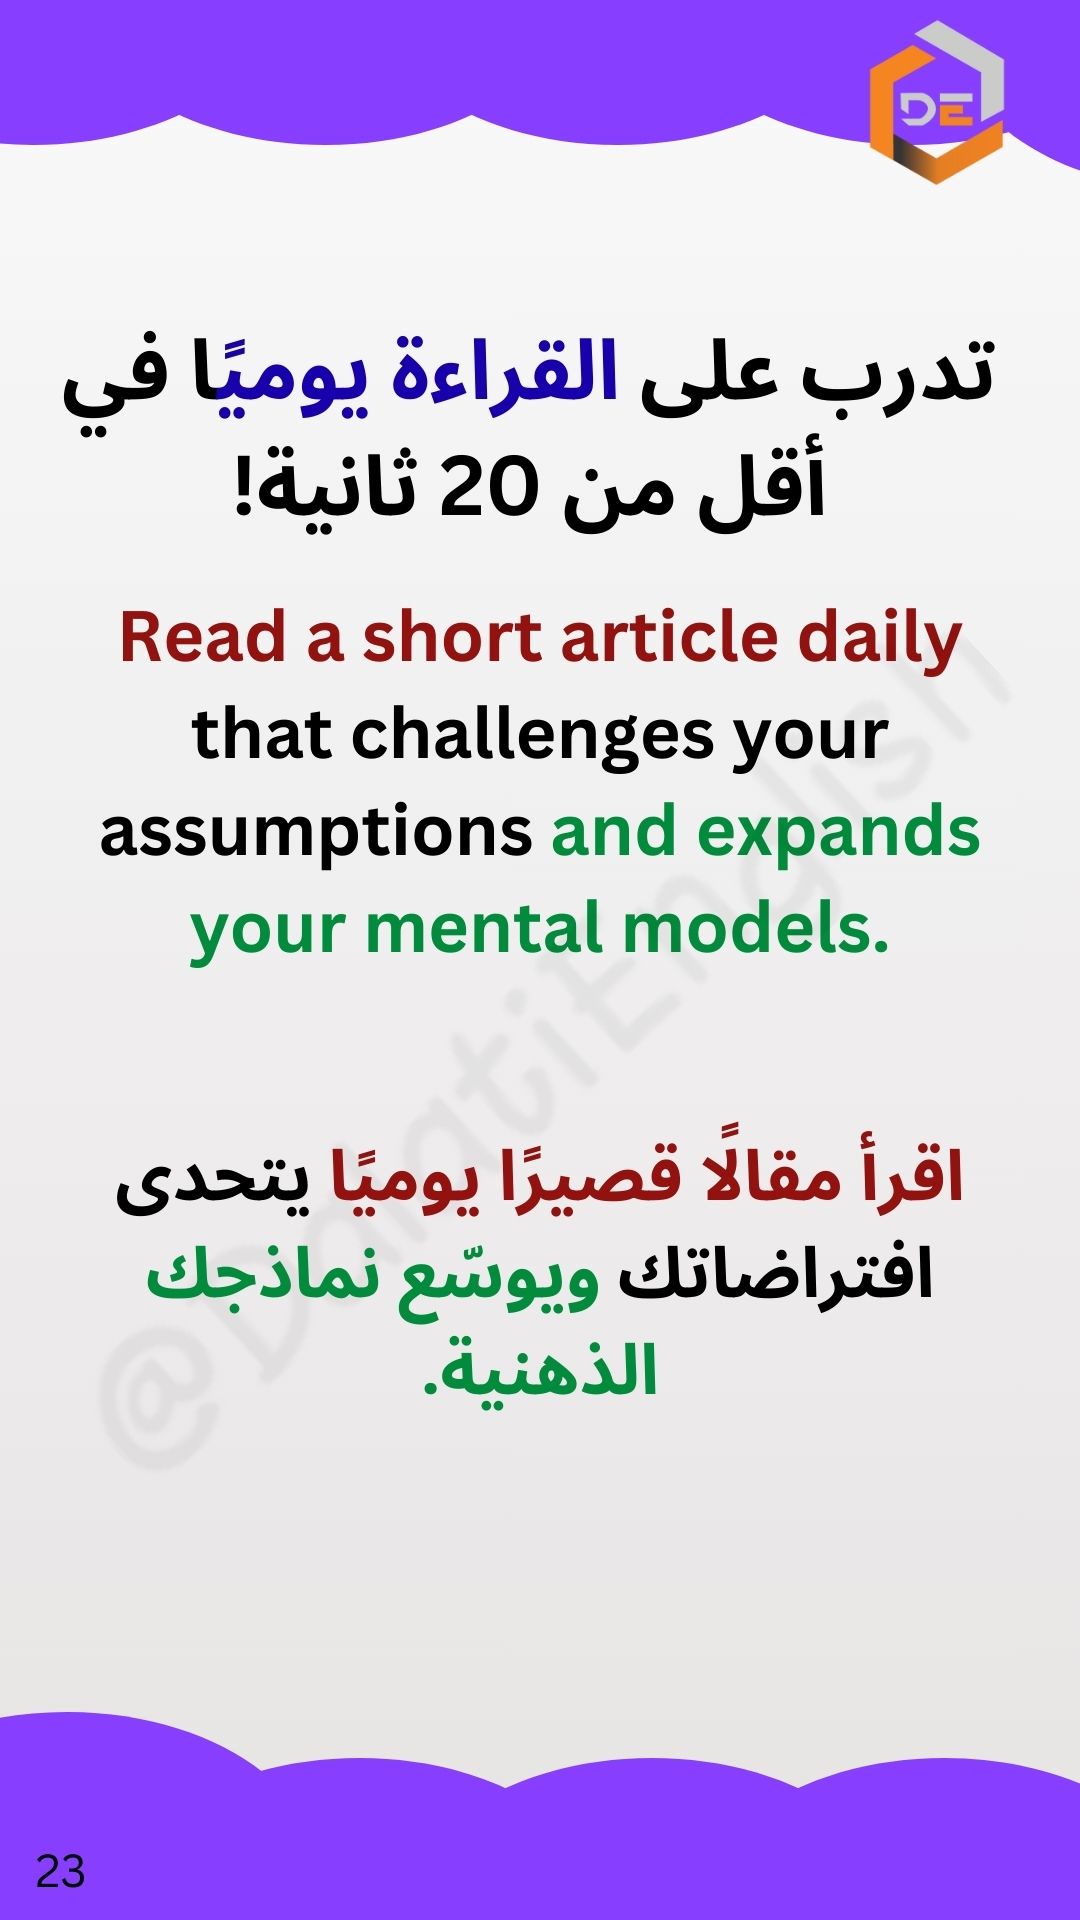 DE
تدرب على القراءة يوميًا في
أقل من 20 ثانية!
Read a short article daily
that challenges your
assumptions and expands
your mental models.
اقرأ مقالًا قصيرًا يوميًا يتحدى
افتراضاتك ويوسّع نماذجك
الذهنية.
@DalatiEnglish
23